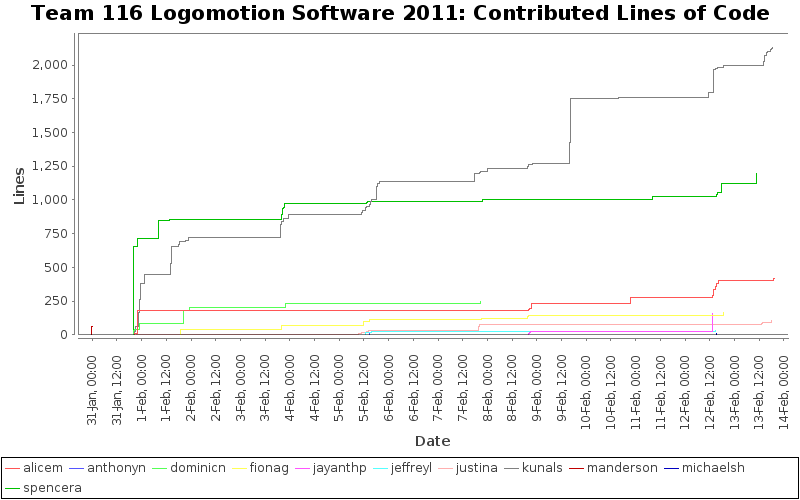 Team 116 Logomotion Software 2011: Contributed Lines of Code
Lines
2,000
1,750
1,500
1,250
1,000
750
500
250
0
31-Jan, 00:00
31-Jan, 12:00
1-Feb, 00:00
1-Feb, 12:00
2-Feb, 00:00
2-Feb, 12:00
3-Feb, 00:00
3-Feb, 12:00
4-Feb, 00:00
4-Feb, 12:00
5-Feb, 00:00
5-Feb, 12:00
6-Feb, 00:00
6-Feb, 12:00
7-Feb, 00:00
7-Feb, 12:00
8-Feb, 00:00
8-Feb, 12:00
9-Feb, 00:00
9-Feb, 12:00
10-Feb, 00:00
10-Feb, 12:00
11-Feb, 00:00
11-Feb, 12:00
12-Feb, 00:00
12-Feb, 12:00
13-Feb, 00:00
13-Feb, 12:00
14-Feb, 00:00
Date
alicem anthonyn dominicn fionag jayanthp jeffreyl justina kunals manderson michaelsh
spencera